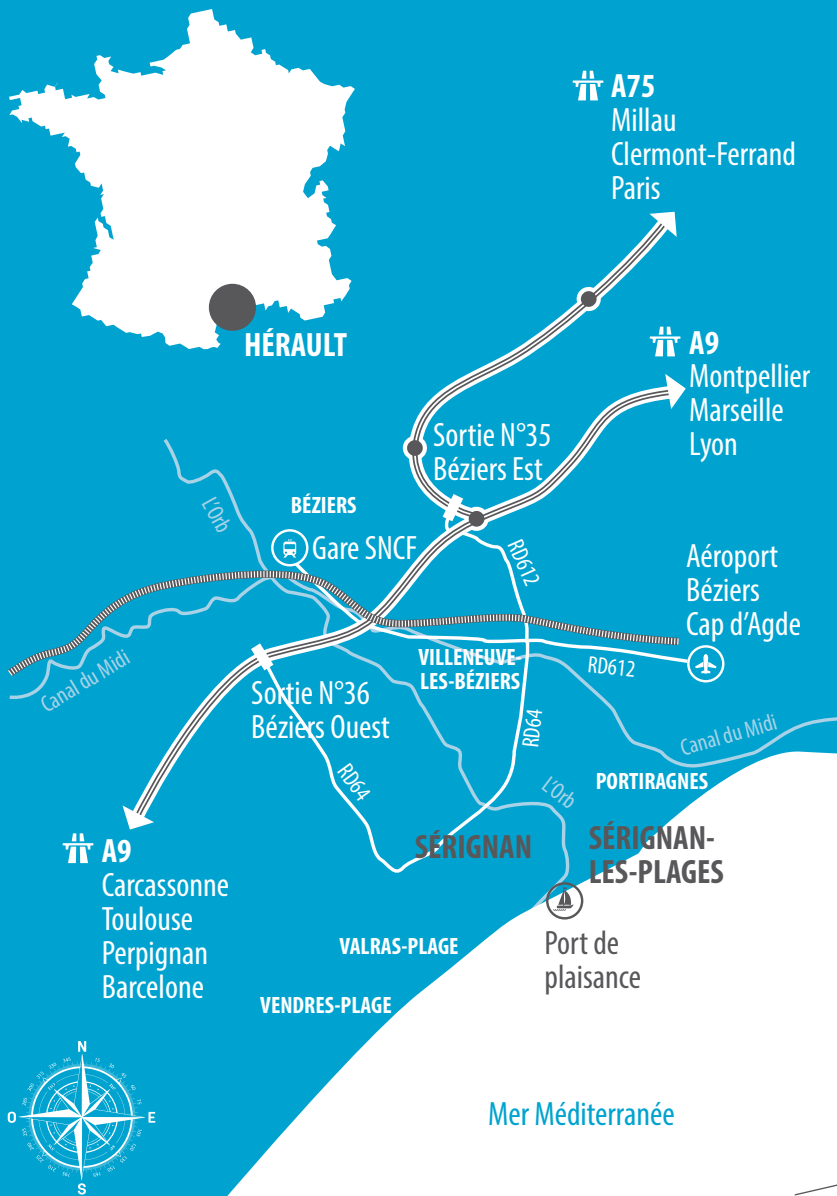 A75
Millau
Clermont-Ferrand
Paris
HÉRAULT
A9
Montpellier
Marseille
Lyon
Sortie N°35
Béziers Est
L'Orb
BÉZIERS
Gare SNCF
RD612
Aéroport
Béziers
Cap d'Agde
Canal du Midi
VILLENEUVE-
LES-BÉZIERS
RD612
Sortie N°36
Béziers Ouest
RD64
RD64
Canal du Midi
L'Orb
PORTIRAGNES
A9
Carcassonne
Toulouse
Perpignan
Barcelone
SÉRIGNAN
SÉRIGNAN-
LES-PLAGES
Port de
plaisance
VALRAS-PLAGE
VENDRES-PLAGE
N
O
E
S
Mer Méditerranée